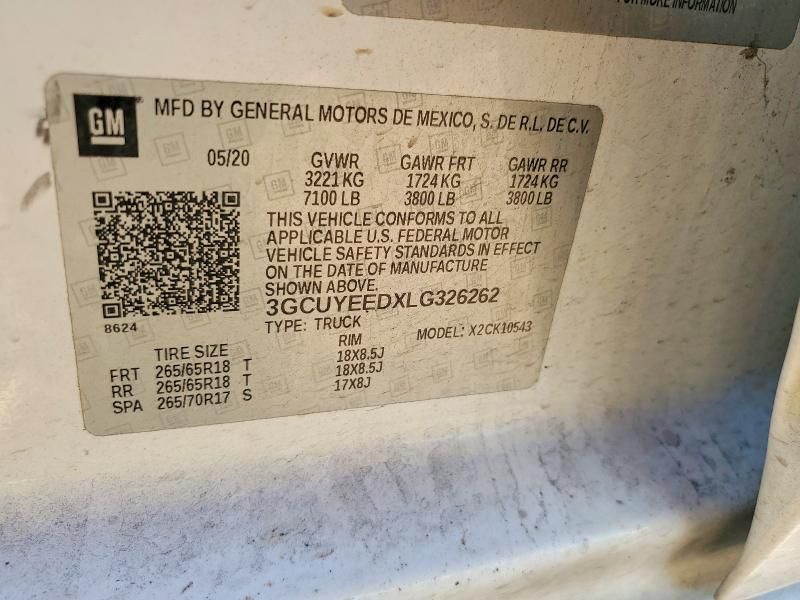 FOR MORE INFORMATION
GM MFD BY GENERAL MOTORS DE MEXICO, S. DE R.L. DE C.V.
05/20 GVWR GAWR FRT GAWR RR
3221 KG 1724 KG 1724 KG
7100 LB 3800 LB 3800 LB
THIS VEHICLE CONFORMS TO ALL
APPLICABLE U.S. FEDERAL MOTOR
VEHICLE SAFETY STANDARDS IN EFFECT
ON THE DATE OF MANUFACTURE
SHOWN ABOVE.
3GCUYEEDXLG326262
8624
TYPE: TRUCK MODEL: X2CK10543
TIRE SIZE RIM
FRT 265/65R18 T 18X8.5J
RR 265/65R18 T 18X8.5J
SPA 265/70R17 S 17X8J